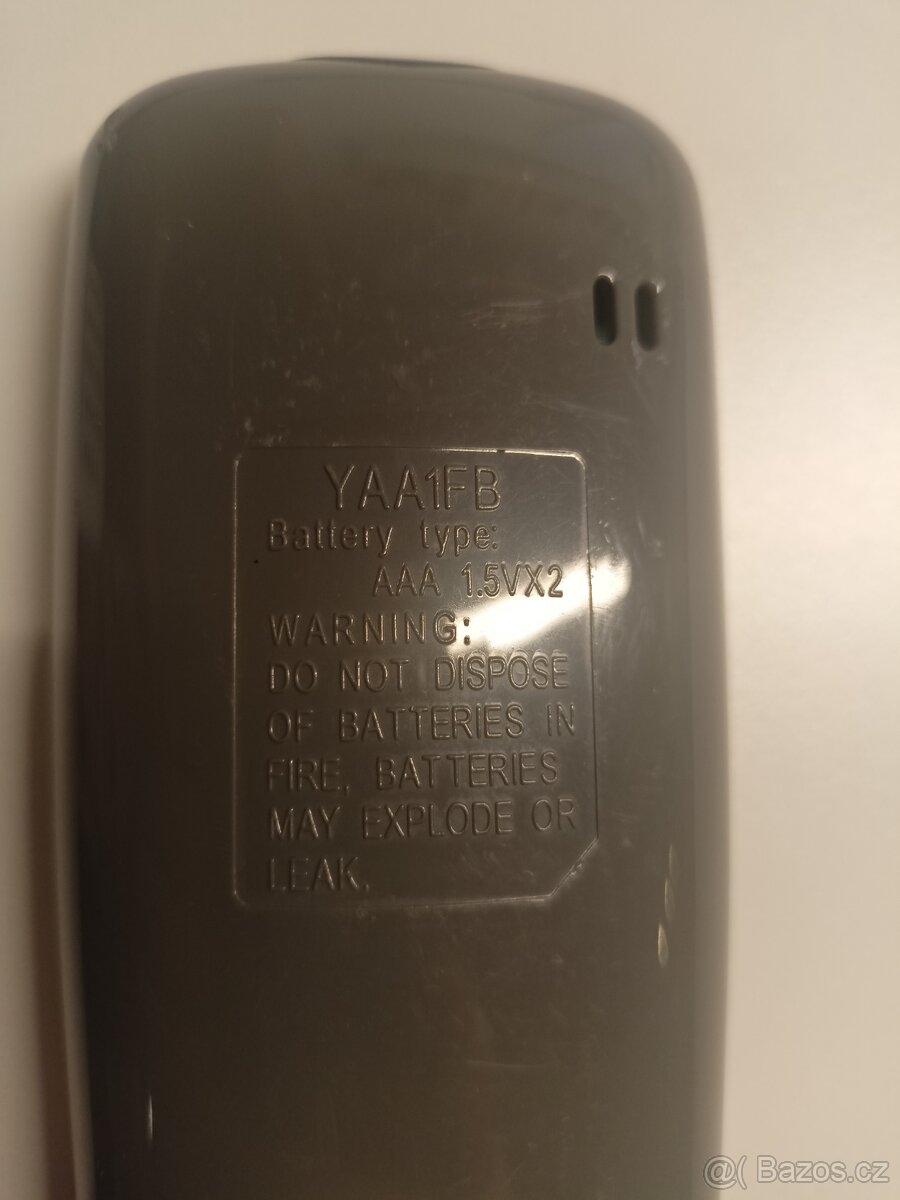 YAA1FB
Battery type:
AAA 1.5VX2
WARNING:
DO NOT DISPOSE
OF BATTERIES IN
FIRE, BATTERIES
MAY EXPLODE OR
LEAK.
@( Bazos.cz